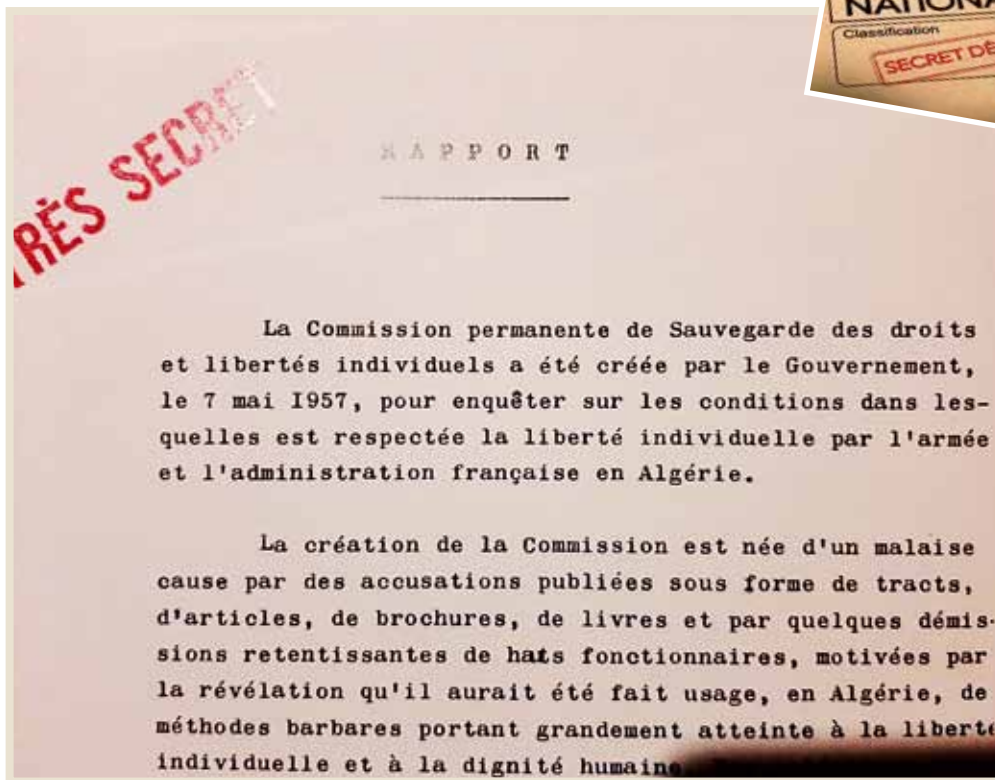 NATIONA
Classification
SECRET DÉ
RÈS SECRET
RAPPORT
La Commission permanente de Sauvegarde des droits
et libertés individuels a été créée par le Gouvernement,
le 7 mai I957, pour enquêter sur les conditions dans les-
quelles est respectée la liberté individuelle par l'armée
et l'administration française en Algérie.
La création de la Commission est née d'un malaise
cause par des accusations publiées sous forme de tracts,
d'articles, de brochures, de livres et par quelques démis-
sions retentissantes de hats fonctionnaires, motivées par
la révélation qu'il aurait été fait usage, en Algérie, de
méthodes barbares portant grandement atteinte à la liberté
individuelle et à la dignité humaine